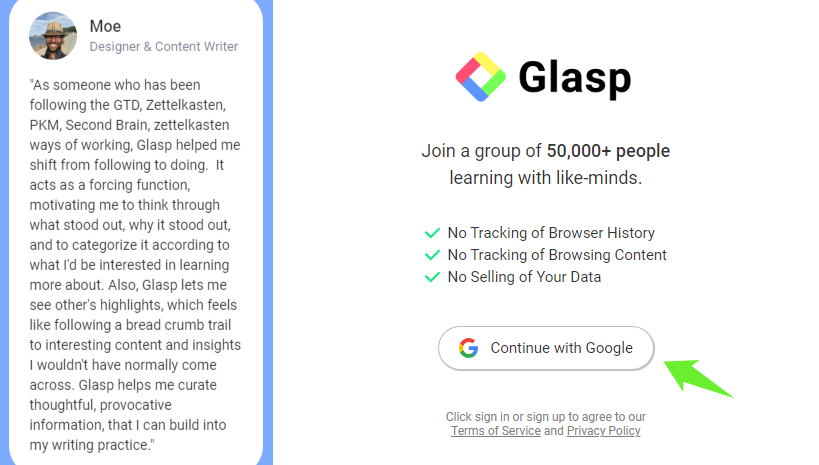 Moe
Designer & Content Writer
"As someone who has been
following the GTD, Zettelkasten,
PKM, Second Brain, zettelkasten
ways of working, Glasp helped me
shift from following to doing.  It
acts as a forcing function,
motivating me to think through
what stood out, why it stood out,
and to categorize it according to
what I'd be interested in learning
more about. Also, Glasp lets me
see other's highlights, which feels
like following a bread crumb trail
to interesting content and insights
I wouldn't have normally come
across. Glasp helps me curate
thoughtful, provocative
information, that I can build into
my writing practice."
Glasp
Join a group of 50,000+ people
learning with like-minds.
No Tracking of Browser History
No Tracking of Browsing Content
No Selling of Your Data
Continue with Google
Click sign in or sign up to agree to our
Terms of Service and Privacy Policy